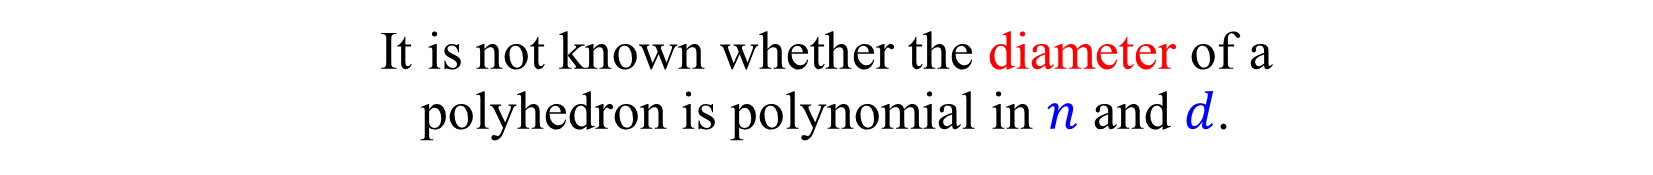 It is not known whether the diameter of a
polyhedron is polynomial in n and d.